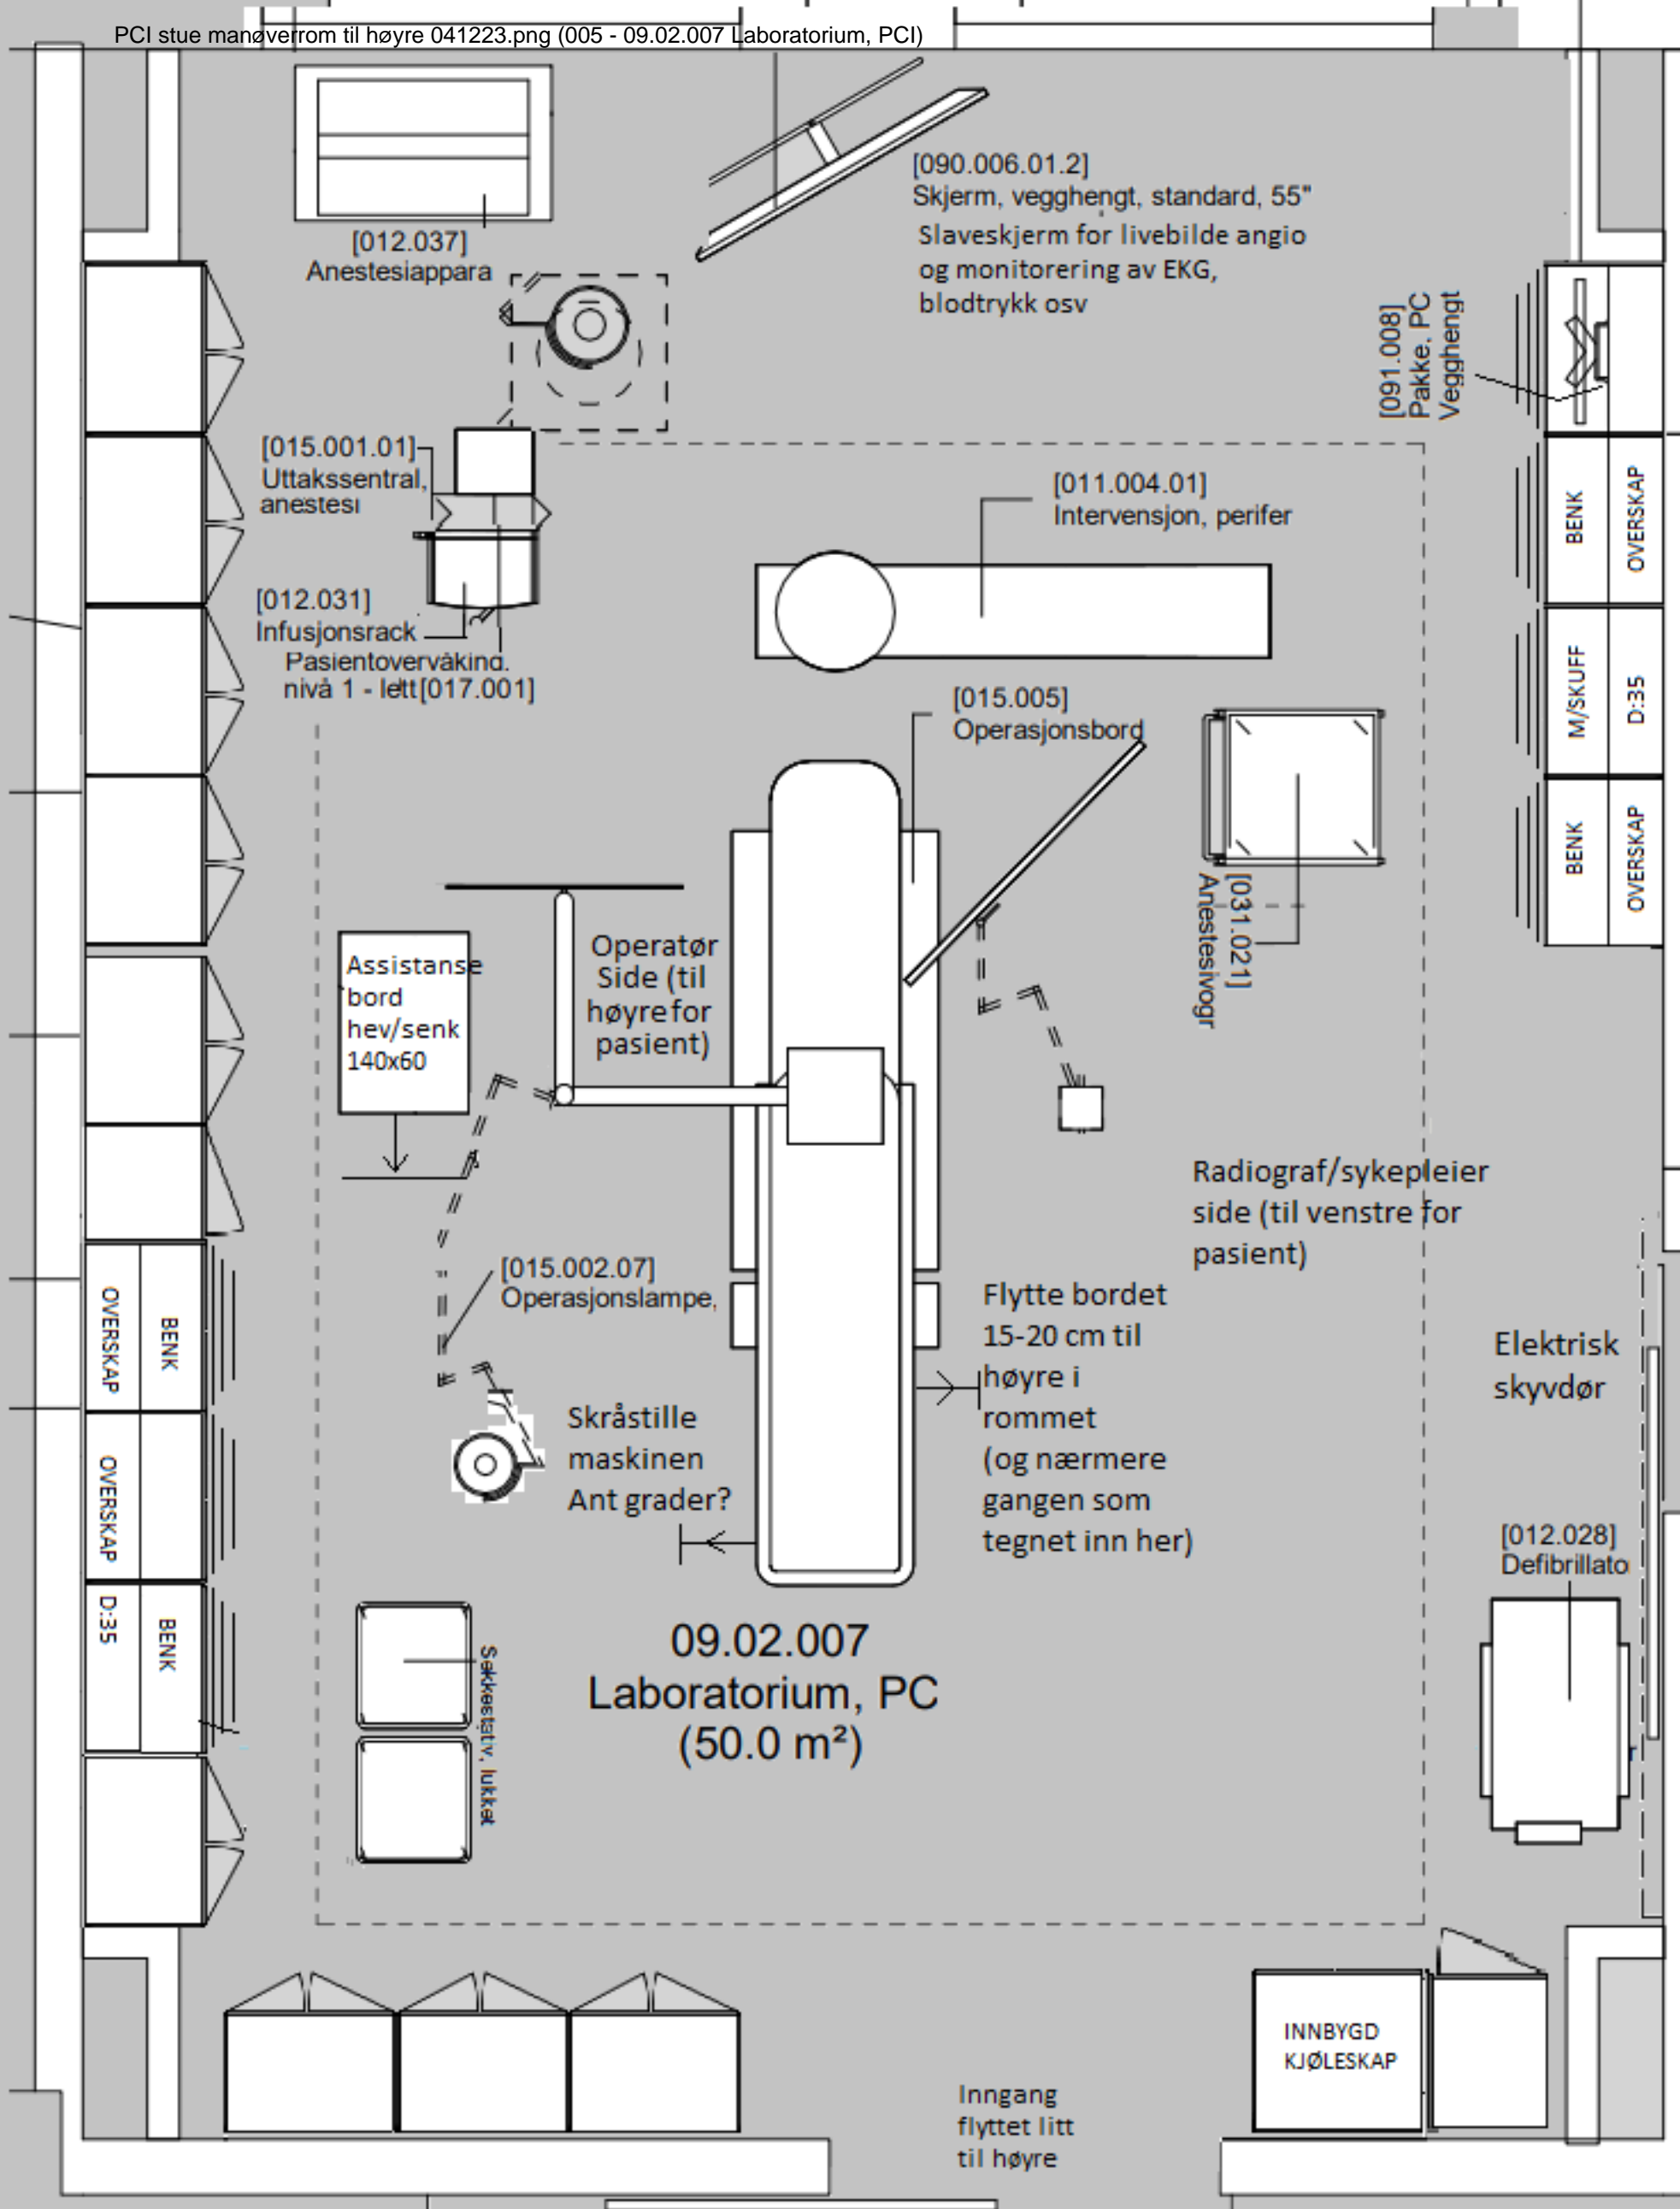 PCI stue manøverrom til høyre 041223.png (005 - 09.02.007 Laboratorium, PCI)
[012.037]
Anestesiappara
[090.006.01.2]
Skjerm, vegghengt, standard, 55"
Slaveskjerm for livebilde angio
og monitorering av EKG,
blodtrykk osv
[091.008]
Pakke, PC
Vegghengt
[015.001.01]
Uttakssentral,
anestesi
[011.004.01]
Intervensjon, perifer
BENK
OVERSKAP
[012.031]
Infusjonsrack
Pasientovervåkind.
nivå 1 - lett[017.001]
M/SKUFF
D:35
[015.005]
Operasjonsbord
BENK
OVERSKAP
[031.021]
Anestesivogr
Assistanse
bord
hev/senk
140x60
Operatør
Side (til
høyre for
pasient)
Radiograf/sykepleier
side (til venstre for
pasient)
[015.002.07]
Operasjonslampe,
OVERSKAP
BENK
Flytte bordet
15-20 cm til
høyre i
rommet
(og nærmere
gangen som
tegnet inn her)
Elektrisk
skyvdør
Skråstille
maskinen
Ant grader?
OVERSKAP
[012.028]
Defibrillato
D:35
BENK
Sekkestativ, lukket
09.02.007
Laboratorium, PC
(50.0 m²)
r
INNBYGD
KJØLESKAP
Inngang
flyttet litt
til høyre